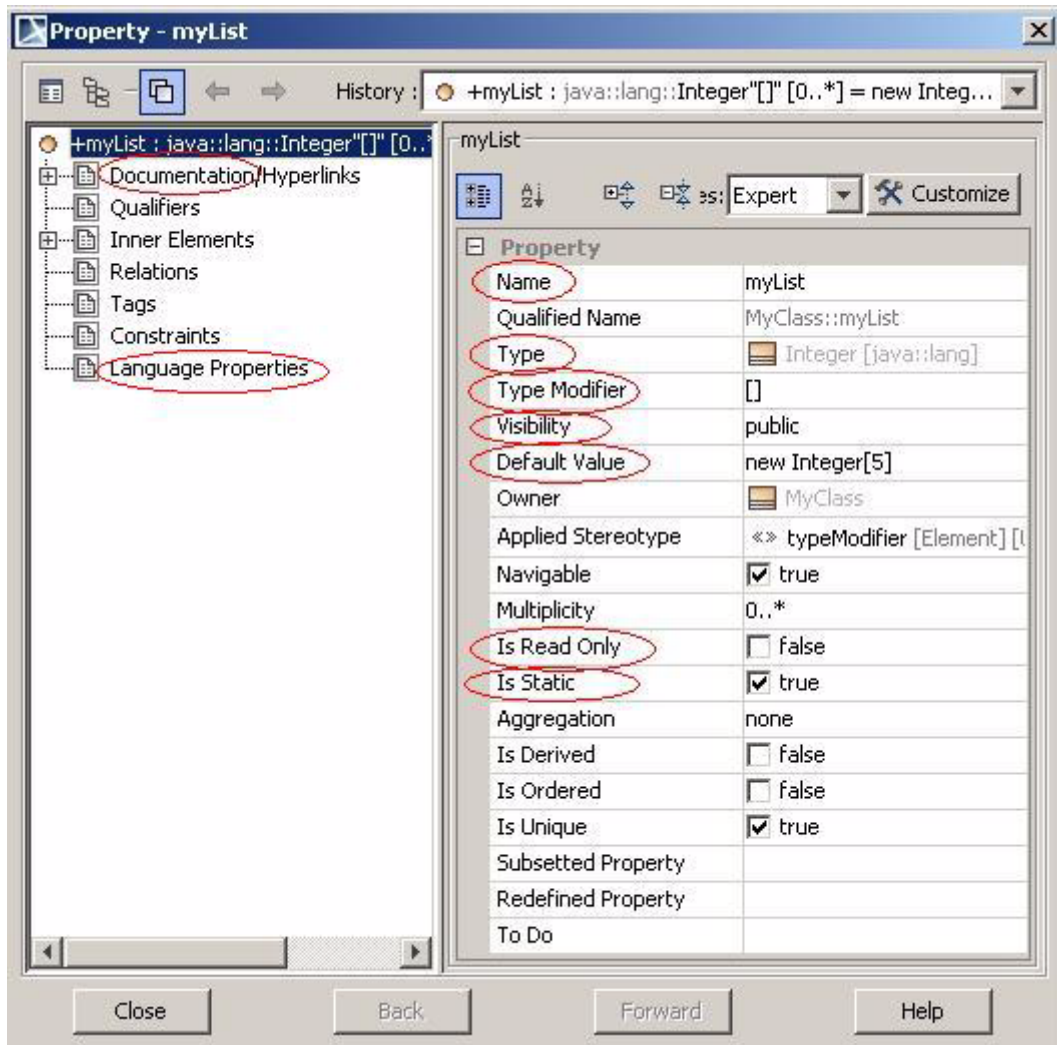 Property - myList
History : +myList : java::lang::Integer"[]" [0..*] = new Integ...
+myList : java::lang::Integer"[]" [0..*
Documentation/Hyperlinks
Qualifiers
Inner Elements
Relations
Tags
Constraints
Language Properties
myList
es: Expert Customize
Property
Name myList
Qualified Name MyClass::myList
Type Integer [java::lang]
Type Modifier []
Visibility public
Default Value new Integer[5]
Owner MyClass
Applied Stereotype «» typeModifier [Element] [
Navigable true
Multiplicity 0..*
Is Read Only false
Is Static true
Aggregation none
Is Derived false
Is Ordered false
Is Unique true
Subsetted Property
Redefined Property
To Do
Close Back Forward Help